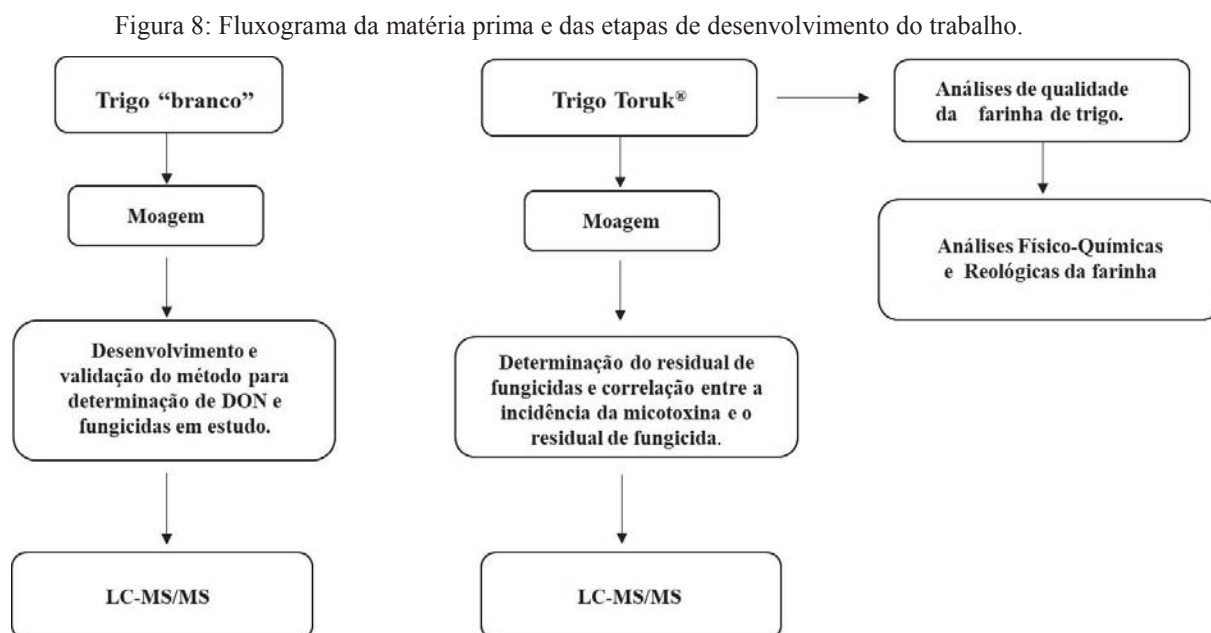 Figura 8: Fluxograma da matéria prima e das etapas de desenvolvimento do trabalho.
Trigo “branco”
Moagem
Desenvolvimento e
validação do método para
determinação de DON e
fungicidas em estudo.
LC-MS/MS
Trigo Toruk®
Moagem
Determinação do residual de
fungicidas e correlação entre a
incidência da micotoxina e o
residual de fungicida.
LC-MS/MS
Análises de qualidade
da farinha de trigo.
Análises Físico-Químicas
e Reológicas da farinha